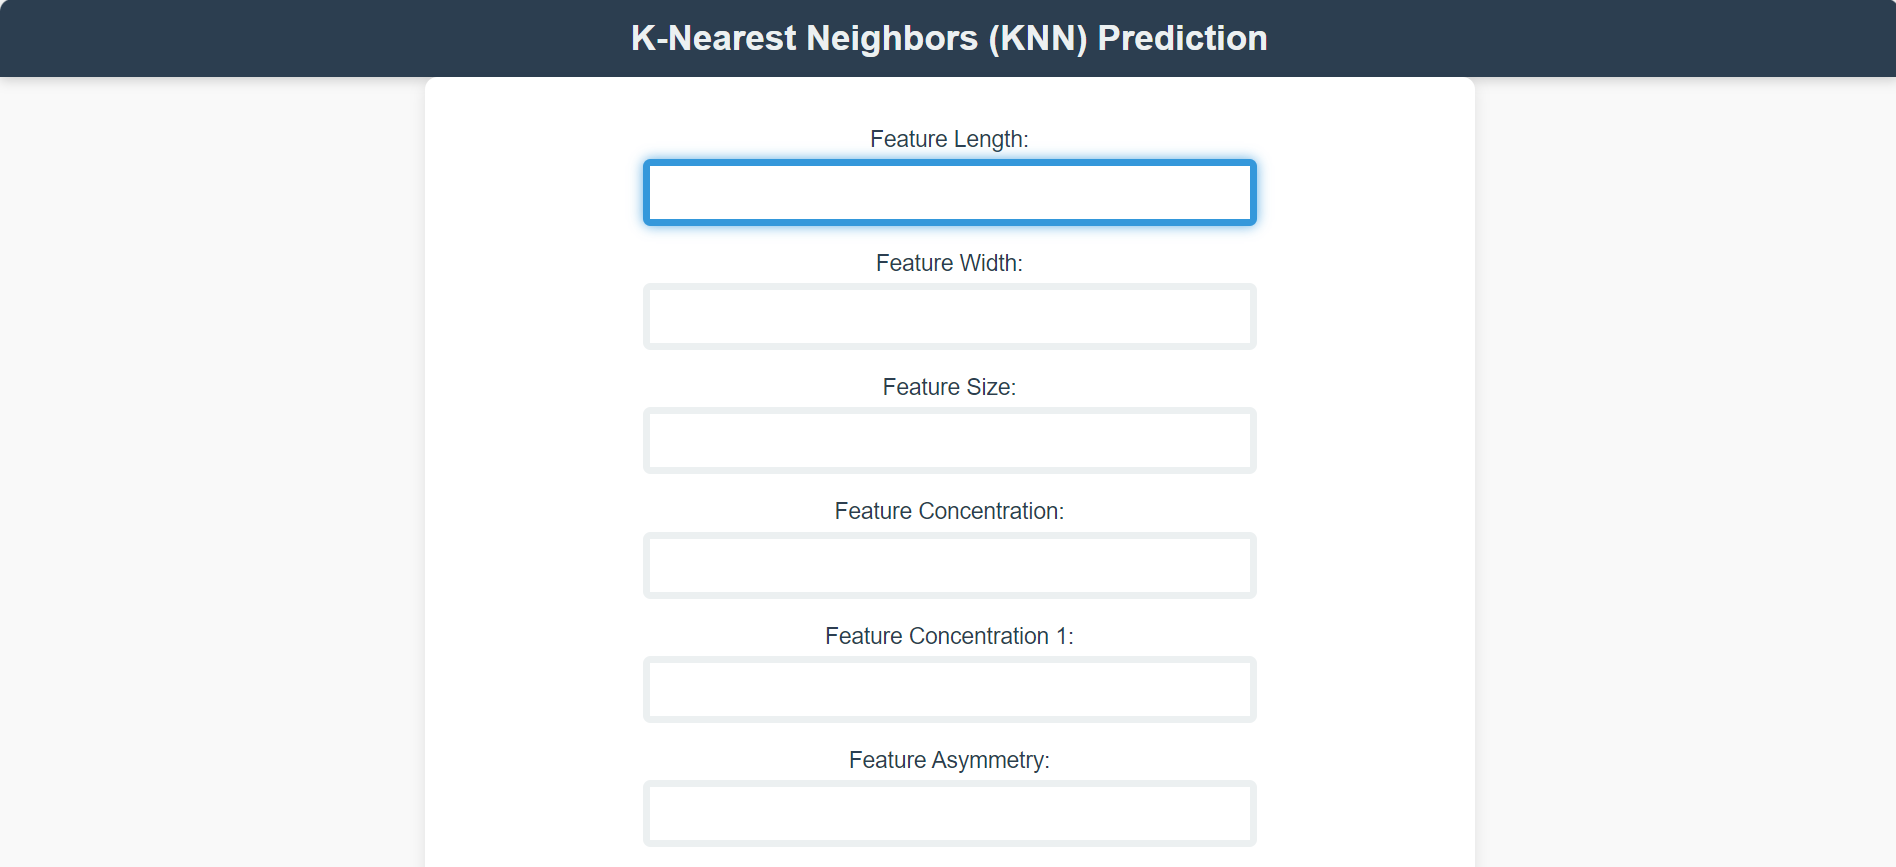 K-Nearest Neighbors (KNN) Prediction
Feature Length:
Feature Width:
Feature Size:
Feature Concentration:
Feature Concentration 1:
Feature Asymmetry: